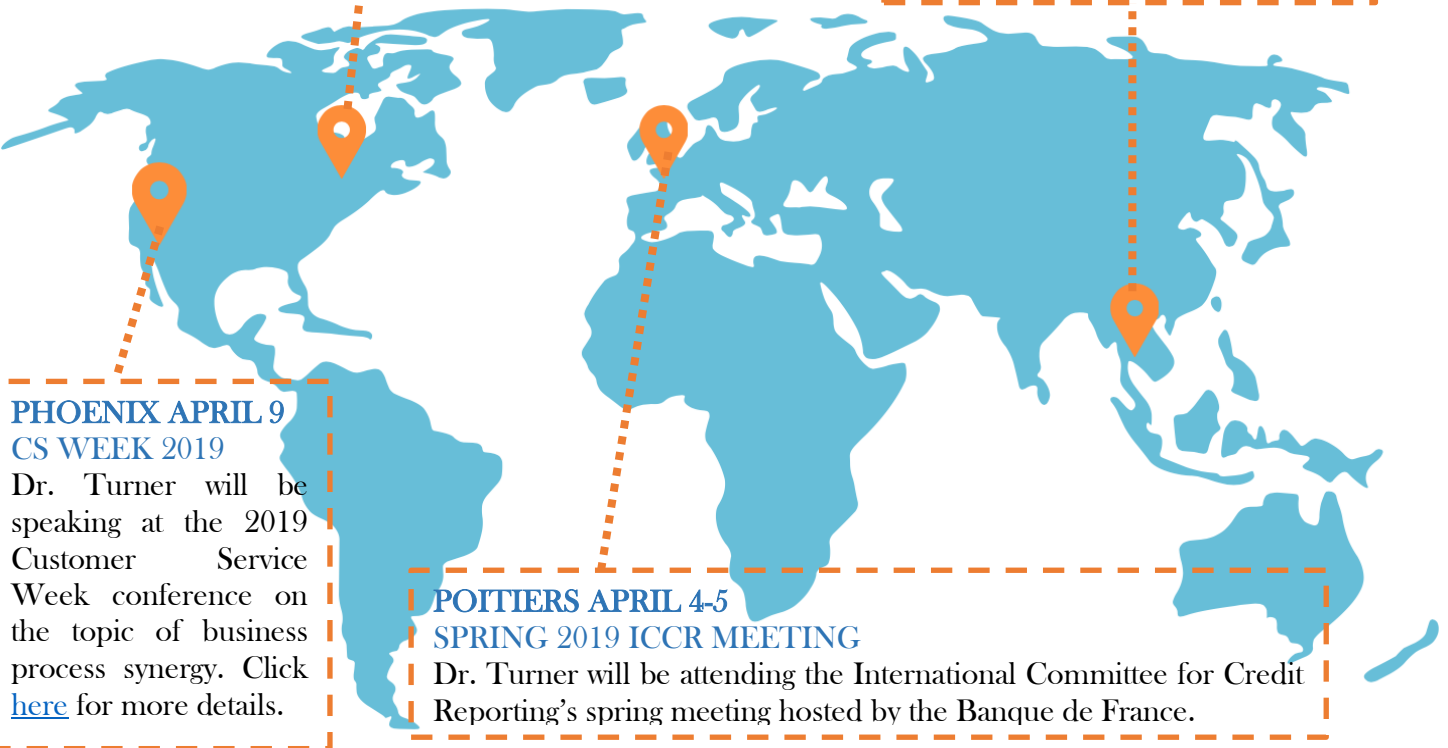 PHOENIX APRIL 9
CS WEEK 2019
Dr. Turner will be
speaking at the 2019
Customer Service
Week conference on
the topic of business
process synergy. Click
here for more details.
POITIERS APRIL 4-5
SPRING 2019 ICCR MEETING
Dr. Turner will be attending the International Committee for Credit
Reporting's spring meeting hosted by the Banque de France.